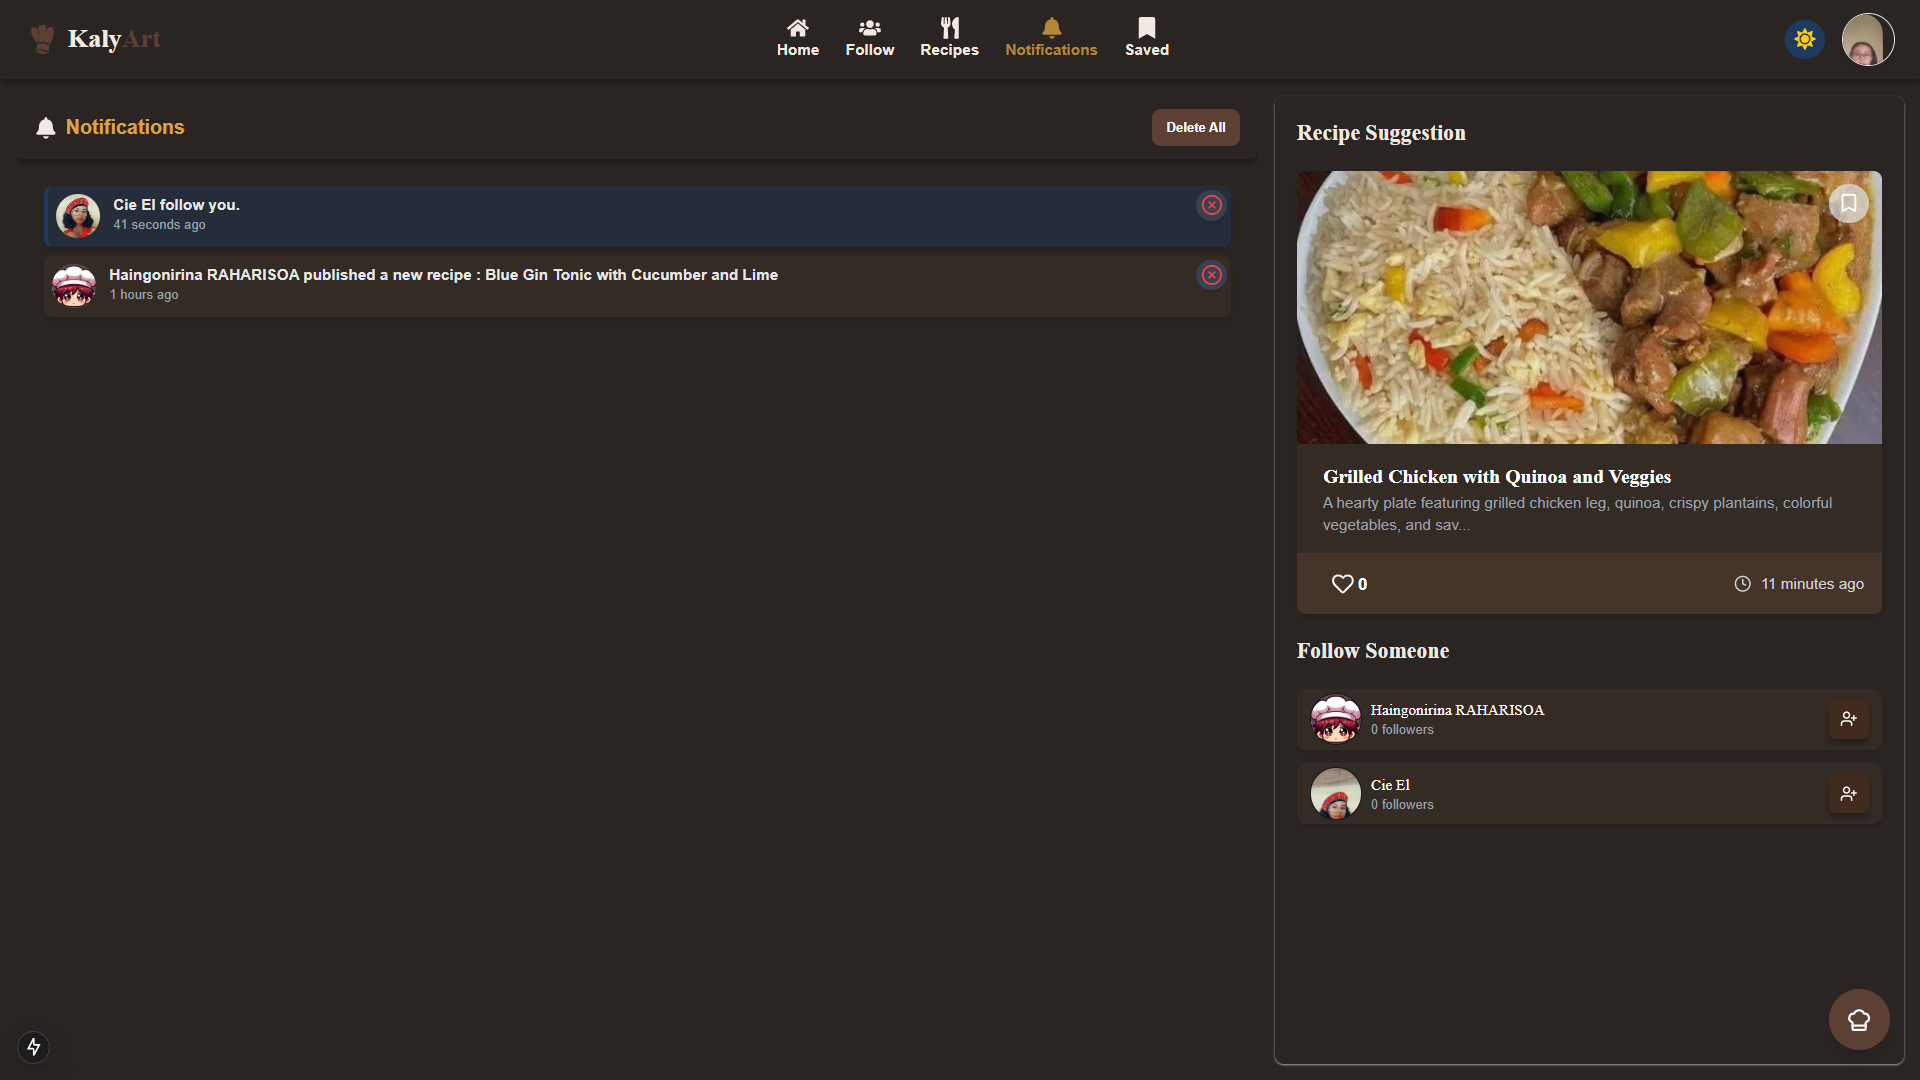 KalyArt
Home
Follow
Recipes
Notifications
Saved
Notifications
Delete All
Cie El follow you.
41 seconds ago
Haingonirina RAHARISOA published a new recipe : Blue Gin Tonic with Cucumber and Lime
1 hours ago
Recipe Suggestion
Grilled Chicken with Quinoa and Veggies
A hearty plate featuring grilled chicken leg, quinoa, crispy plantains, colorful
vegetables, and sav...
0
11 minutes ago
Follow Someone
Haingonirina RAHARISOA
0 followers
Cie El
0 followers